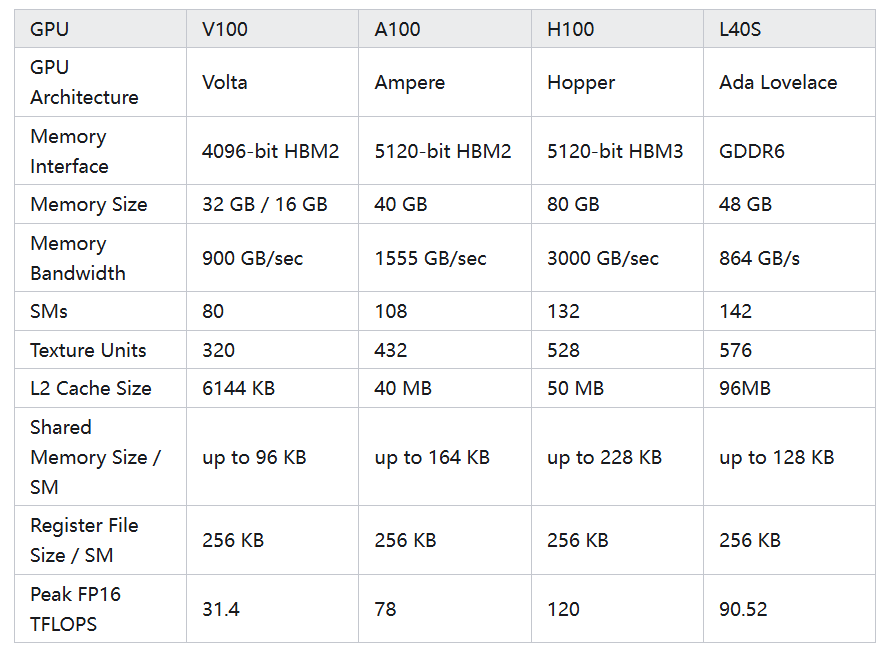 GPU V100 A100 H100 L40S
GPU
Architecture Volta Ampere Hopper Ada Lovelace
Memory
Interface 4096-bit HBM2 5120-bit HBM2 5120-bit HBM3 GDDR6
Memory Size 32 GB / 16 GB 40 GB 80 GB 48 GB
Memory
Bandwidth 900 GB/sec 1555 GB/sec 3000 GB/sec 864 GB/s
SMs 80 108 132 142
Texture Units 320 432 528 576
L2 Cache Size 6144 KB 40 MB 50 MB 96MB
Shared
Memory Size /
SM up to 96 KB up to 164 KB up to 228 KB up to 128 KB
Register File
Size / SM 256 KB 256 KB 256 KB 256 KB
Peak FP16
TFLOPS 31.4 78 120 90.52